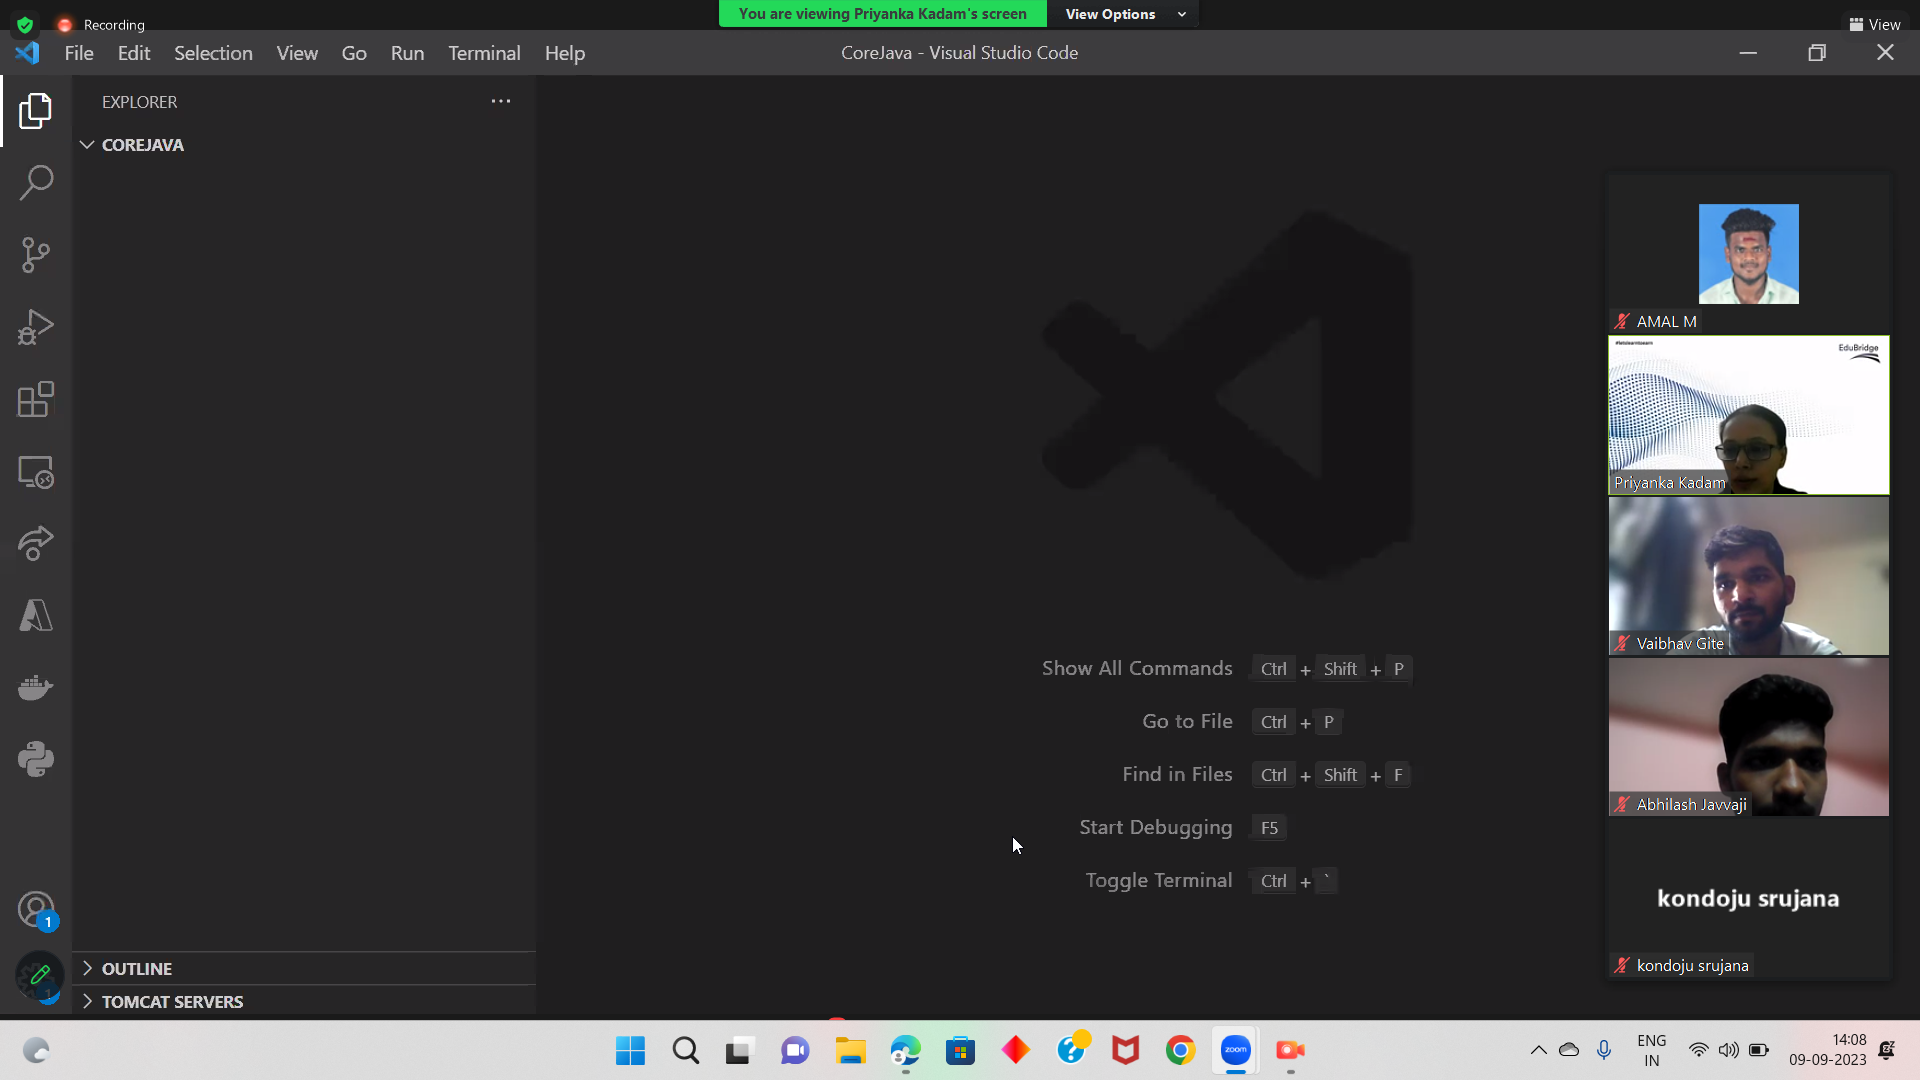 Recording
You are viewing Priyanka Kadam's screen
View Options
View
File Edit Selection View Go Run Terminal Help
CoreJava - Visual Studio Code
EXPLORER
COREJAVA
AMAL M
#letslearntoearn
EduBridge
Priyanka Kadam
Vaibhav Gite
Abhilash Javvaji
kondoju srujana
kondoju srujana
Show All Commands Ctrl + Shift + P
Go to File Ctrl + P
Find in Files Ctrl + Shift + F
Start Debugging F5
Toggle Terminal Ctrl + `
1
1
OUTLINE
TOMCAT SERVERS
zoom
ENG
IN
14:08
09-09-2023